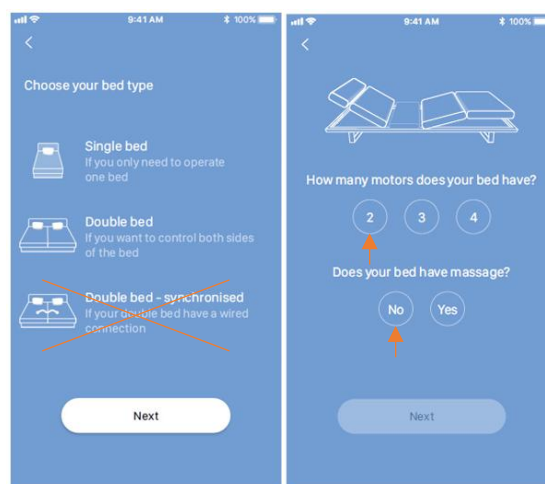 9:41 AM
100%
Choose your bed type
Single bed
If you only need to operate
one bed
Double bed
If you want to control both sides
of the bed
Double bed - synchronised
If your double bed have a wired
connection
Next
9:41 AM
100%
How many motors does your bed have?
2 3 4
Does your bed have massage?
No Yes
Next